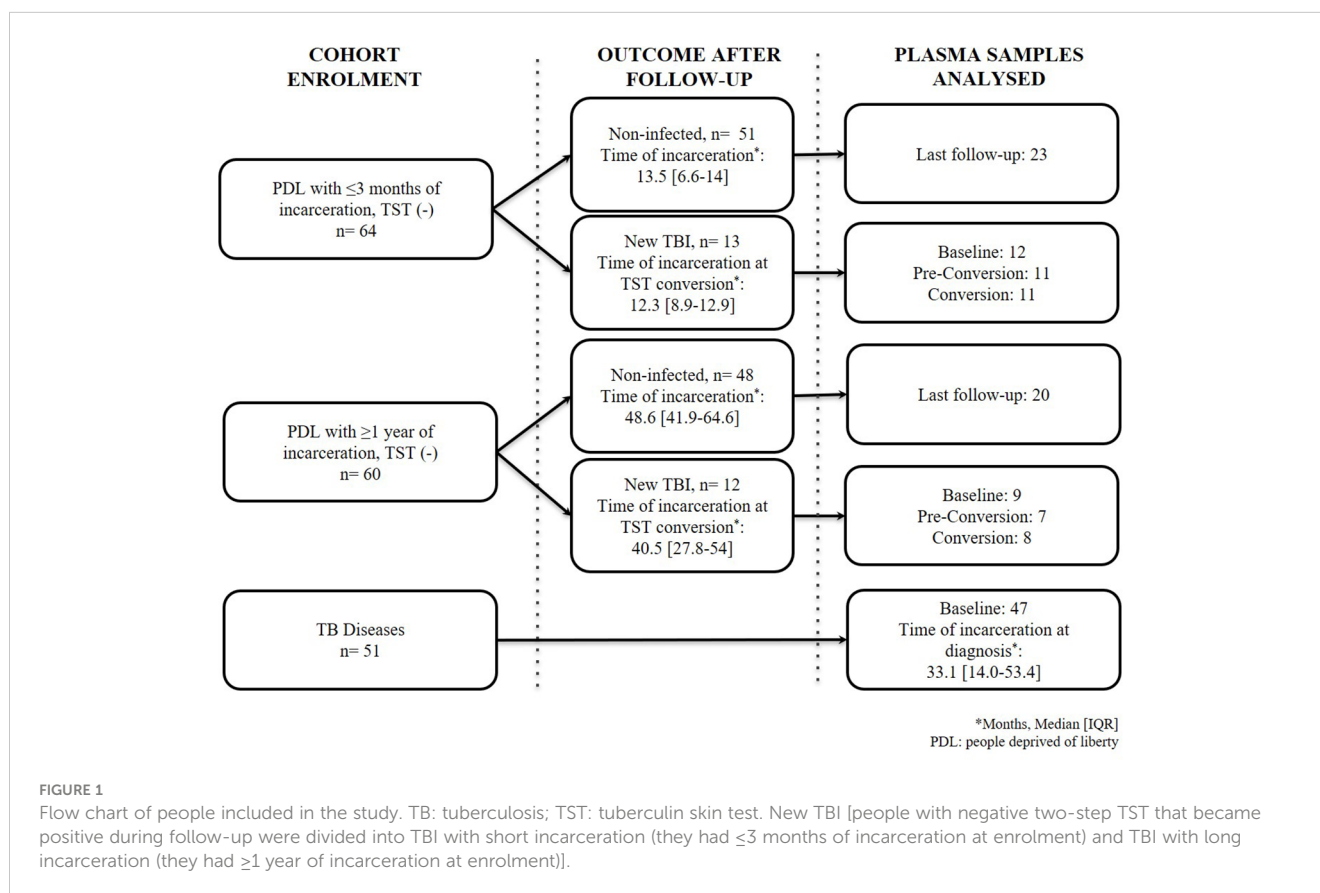 COHORT
ENROLMENT
OUTCOME AFTER
FOLLOW-UP
PLASMA SAMPLES
ANALYSED
PDL with ≤3 months of
incarceration, TST (-)
n= 64
Non-infected, n= 51
Time of incarceration*:
13.5 [6.6-14]
Last follow-up: 23
New TBI, n= 13
Time of incarceration at
TST conversion*:
12.3 [8.9-12.9]
Baseline: 12
Pre-Conversion: 11
Conversion: 11
PDL with ≥1 year of
incarceration, TST (-)
n= 60
Non-infected, n= 48
Time of incarceration*:
48.6 [41.9-64.6]
Last follow-up: 20
New TBI, n= 12
Time of incarceration at
TST conversion*:
40.5 [27.8-54]
Baseline: 9
Pre-Conversion: 7
Conversion: 8
TB Diseases
n= 51
Baseline: 47
Time of incarceration at
diagnosis*:
33.1 [14.0-53.4]
*Months, Median [IQR]
PDL: people deprived of liberty
FIGURE 1
Flow chart of people included in the study. TB: tuberculosis; TST: tuberculin skin test. New TBI [people with negative two-step TST that became
positive during follow-up were divided into TBI with short incarceration (they had ≤3 months of incarceration at enrolment) and TBI with long
incarceration (they had ≥1 year of incarceration at enrolment)].